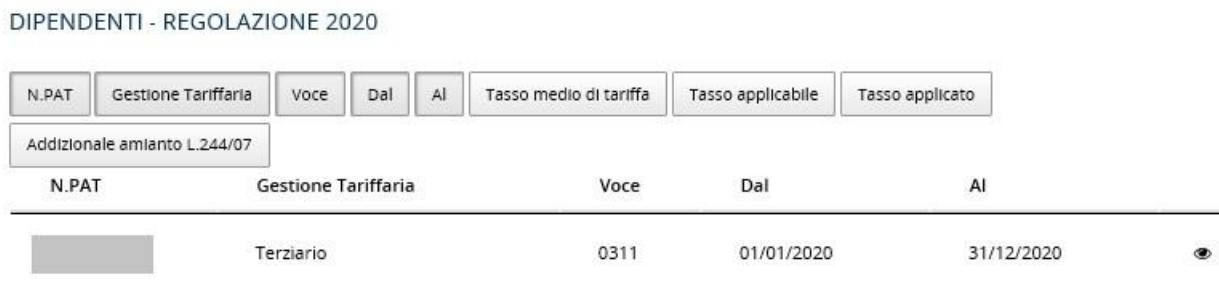 DIPENDENTI - REGOLAZIONE 2020
N.PAT Gestione Tariffaria Voce Dal Al Tasso medio di tariffa Tasso applicabile Tasso applicato
Addizionale amianto L.244/07
N.PAT Gestione Tariffaria Voce Dal Al
Terziario 0311 01/01/2020 31/12/2020